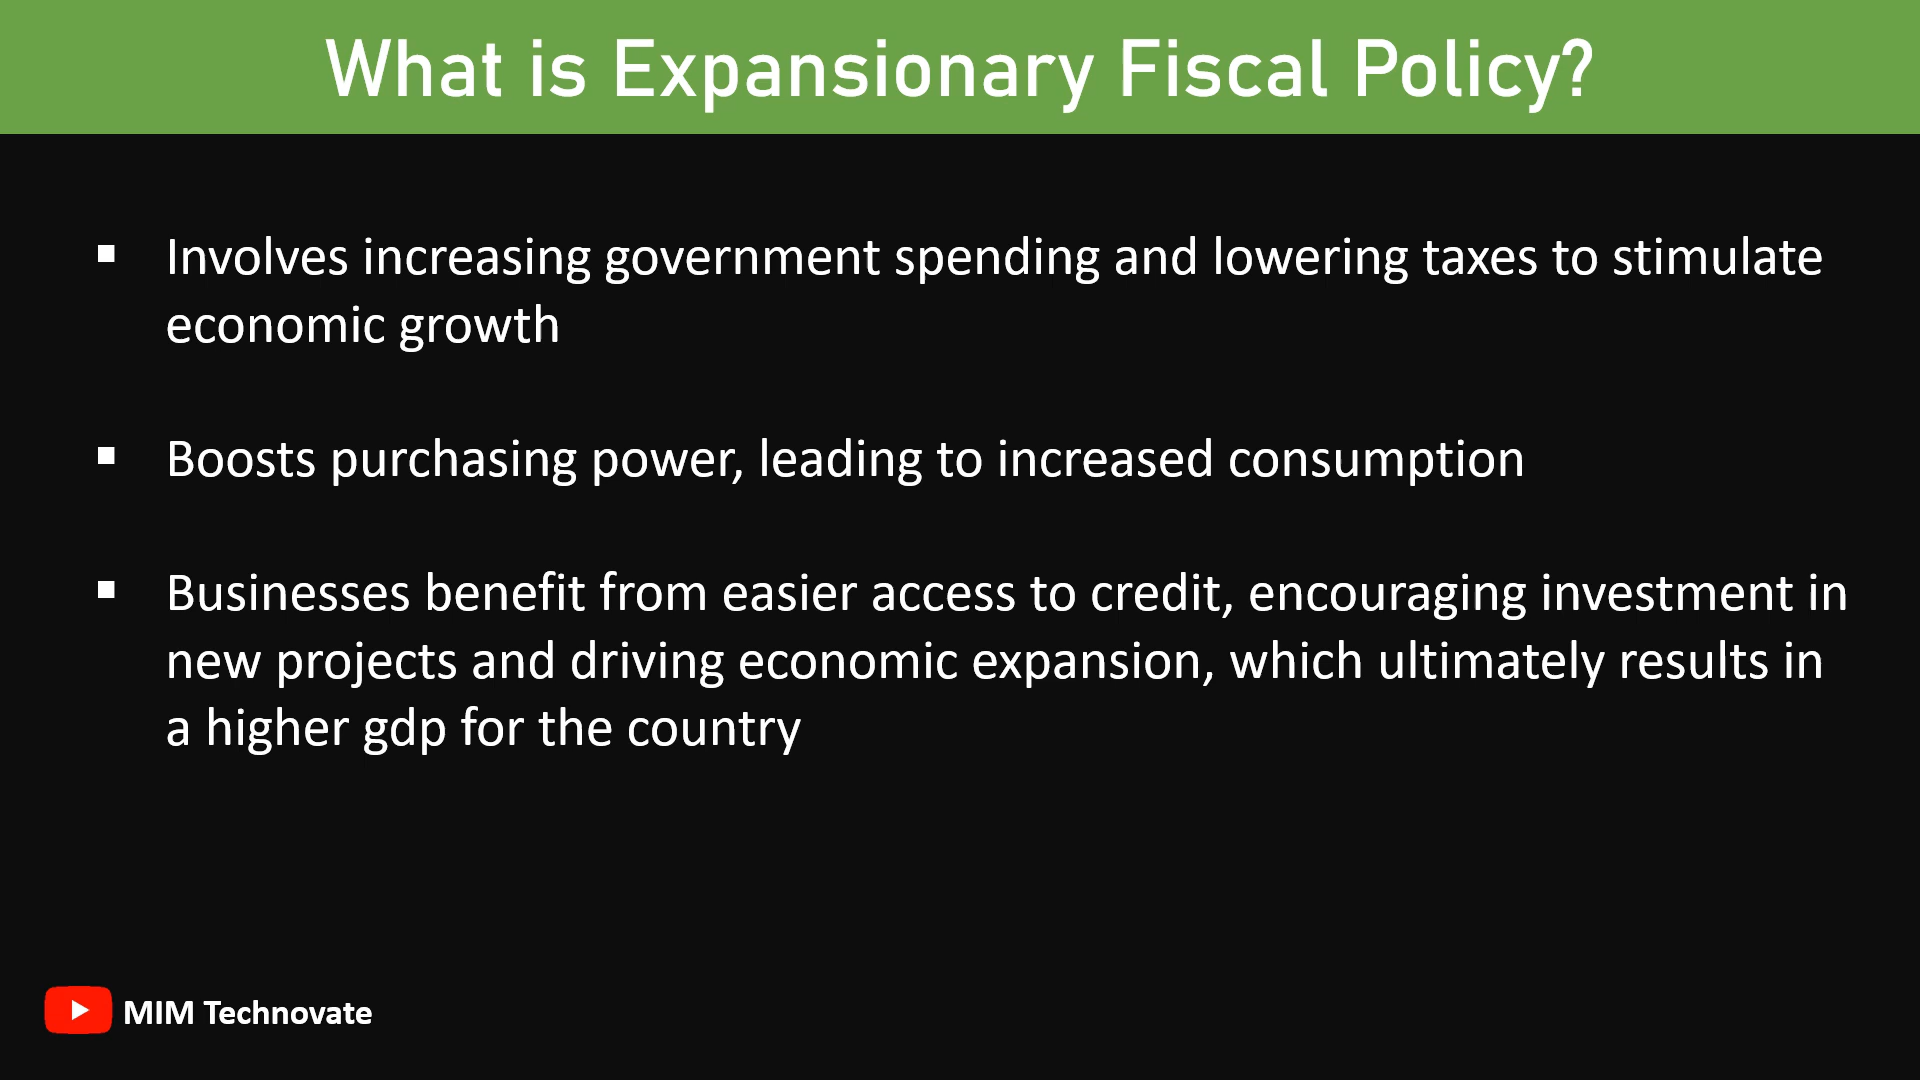 What is Expansionary Fiscal Policy?
▪ Involves increasing government spending and lowering taxes to stimulate
economic growth
▪ Boosts purchasing power, leading to increased consumption
▪ Businesses benefit from easier access to credit, encouraging investment in
new projects and driving economic expansion, which ultimately results in
a higher gdp for the country
MIM Technovate